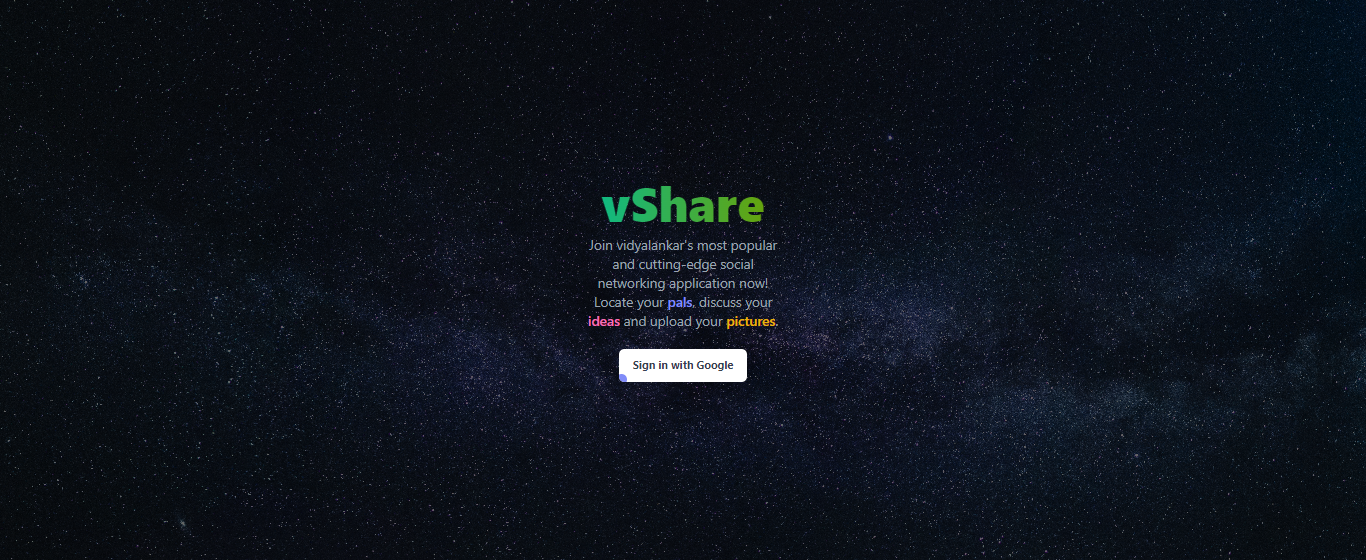 vShare
Join vidyalankar's most popular
and cutting-edge social
networking application now!
Locate your pals, discuss your
ideas and upload your pictures.
Sign in with Google